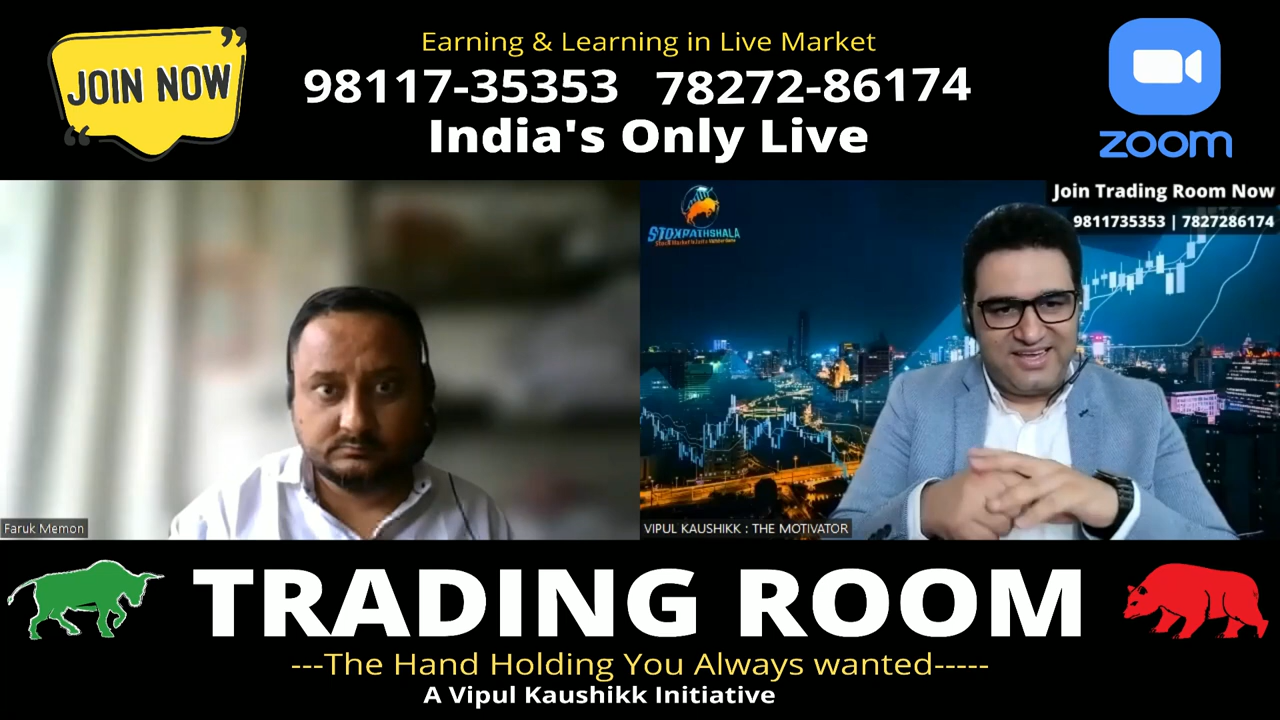 JOIN NOW
Earning & Learning in Live Market
98117-35353 78272-86174
India's Only Live
zoom
Join Trading Room Now
9811735353 | 7827286174
STOXPATHSHALA
Faruk Memon
VIPUL KAUSHIKK : THE MOTIVATOR
TRADING ROOM
---The Hand Holding You Always wanted-----
A Vipul Kaushikk Initiative